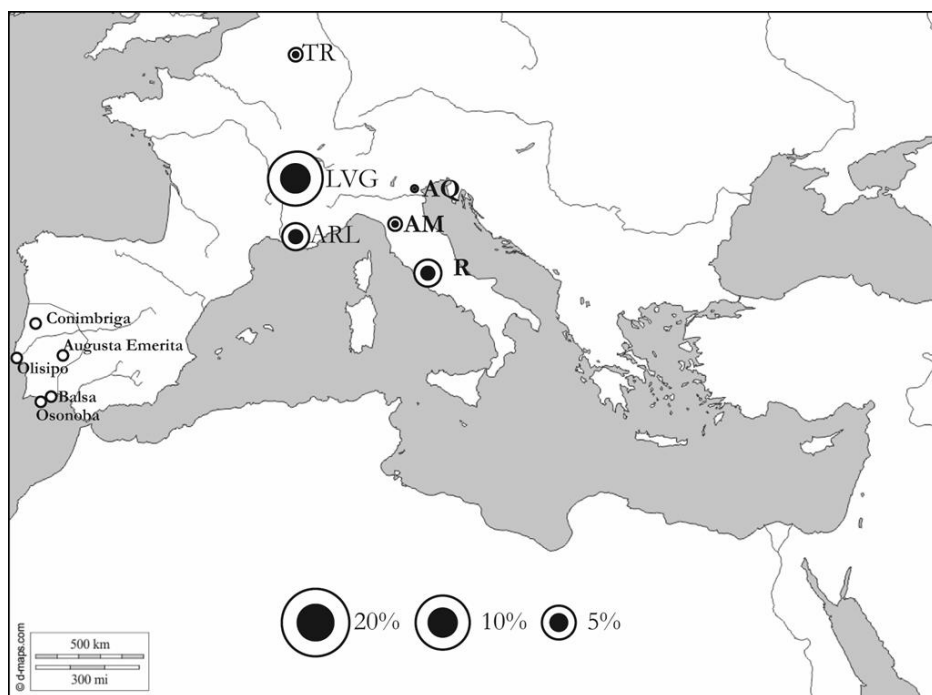 TR
LVG
AQ
AM
ARL
R
Conimbriga
Augusta Emerita
Olisipo
Balsa
Osonoba
20%
10%
5%
500 km
300 mi
© d-maps.com